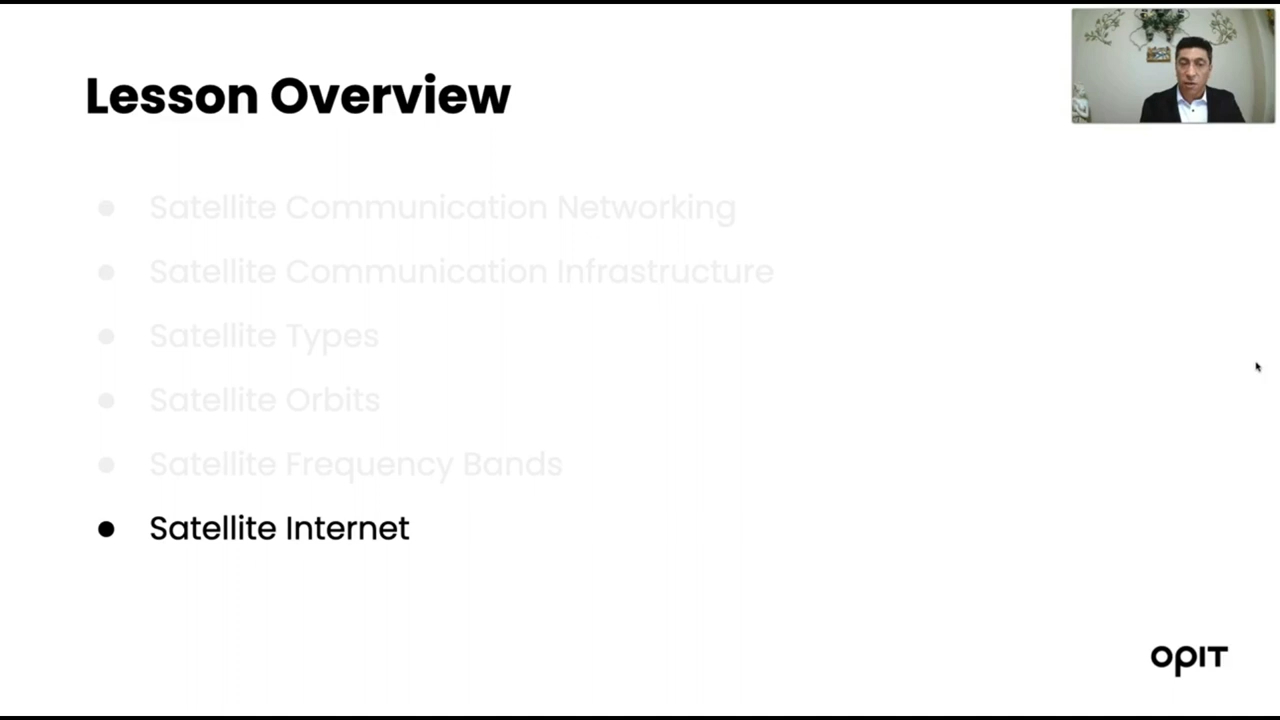 Lesson Overview
● Satellite Communication Networking
● Satellite Communication Infrastructure
● Satellite Types
● Satellite Orbits
● Satellite Frequency Bands
● Satellite Internet
OPIT